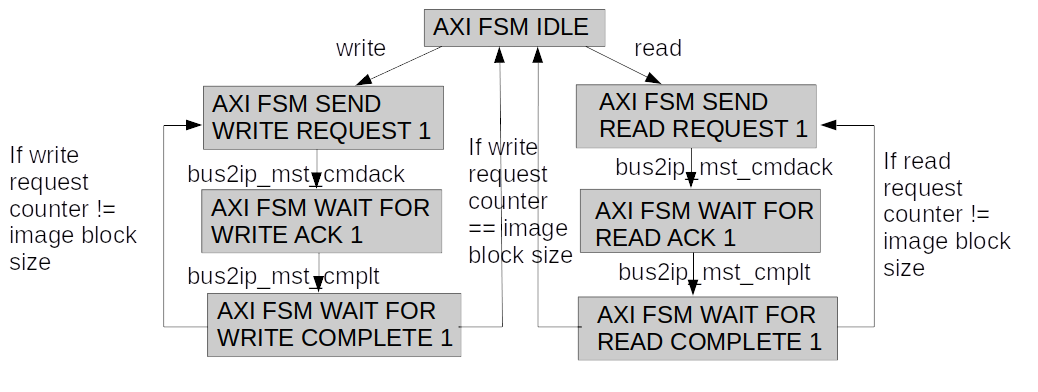 AXI FSM IDLE
write
read
AXI FSM SEND
WRITE REQUEST 1
AXI FSM SEND
READ REQUEST 1
If write
request
counter !=
image block
size
bus2ip_mst_cmdack
If write
request
counter
== image
block size
bus2ip_mst_cmdack
If read
request
counter !=
image block
size
AXI FSM WAIT FOR
WRITE ACK 1
AXI FSM WAIT FOR
READ ACK 1
bus2ip_mst_cmplt
bus2ip_mst_cmplt
AXI FSM WAIT FOR
WRITE COMPLETE 1
AXI FSM WAIT FOR
READ COMPLETE 1